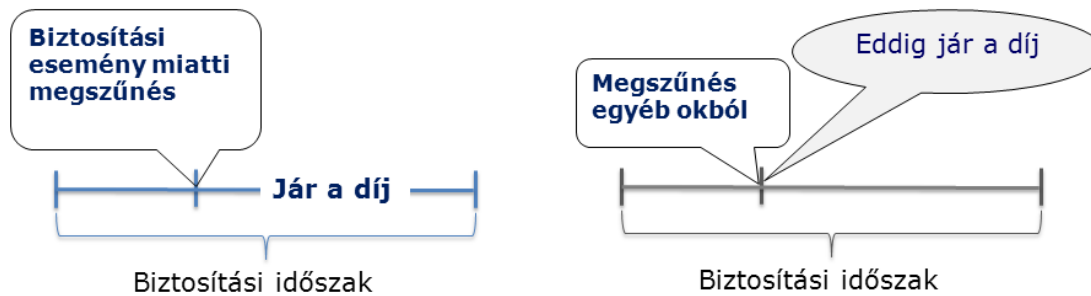 Biztosítási
esemény miatti
megszűnés
Jár a díj
Biztosítási időszak
Eddig jár a díj
Megszűnés
egyéb okból
Biztosítási időszak